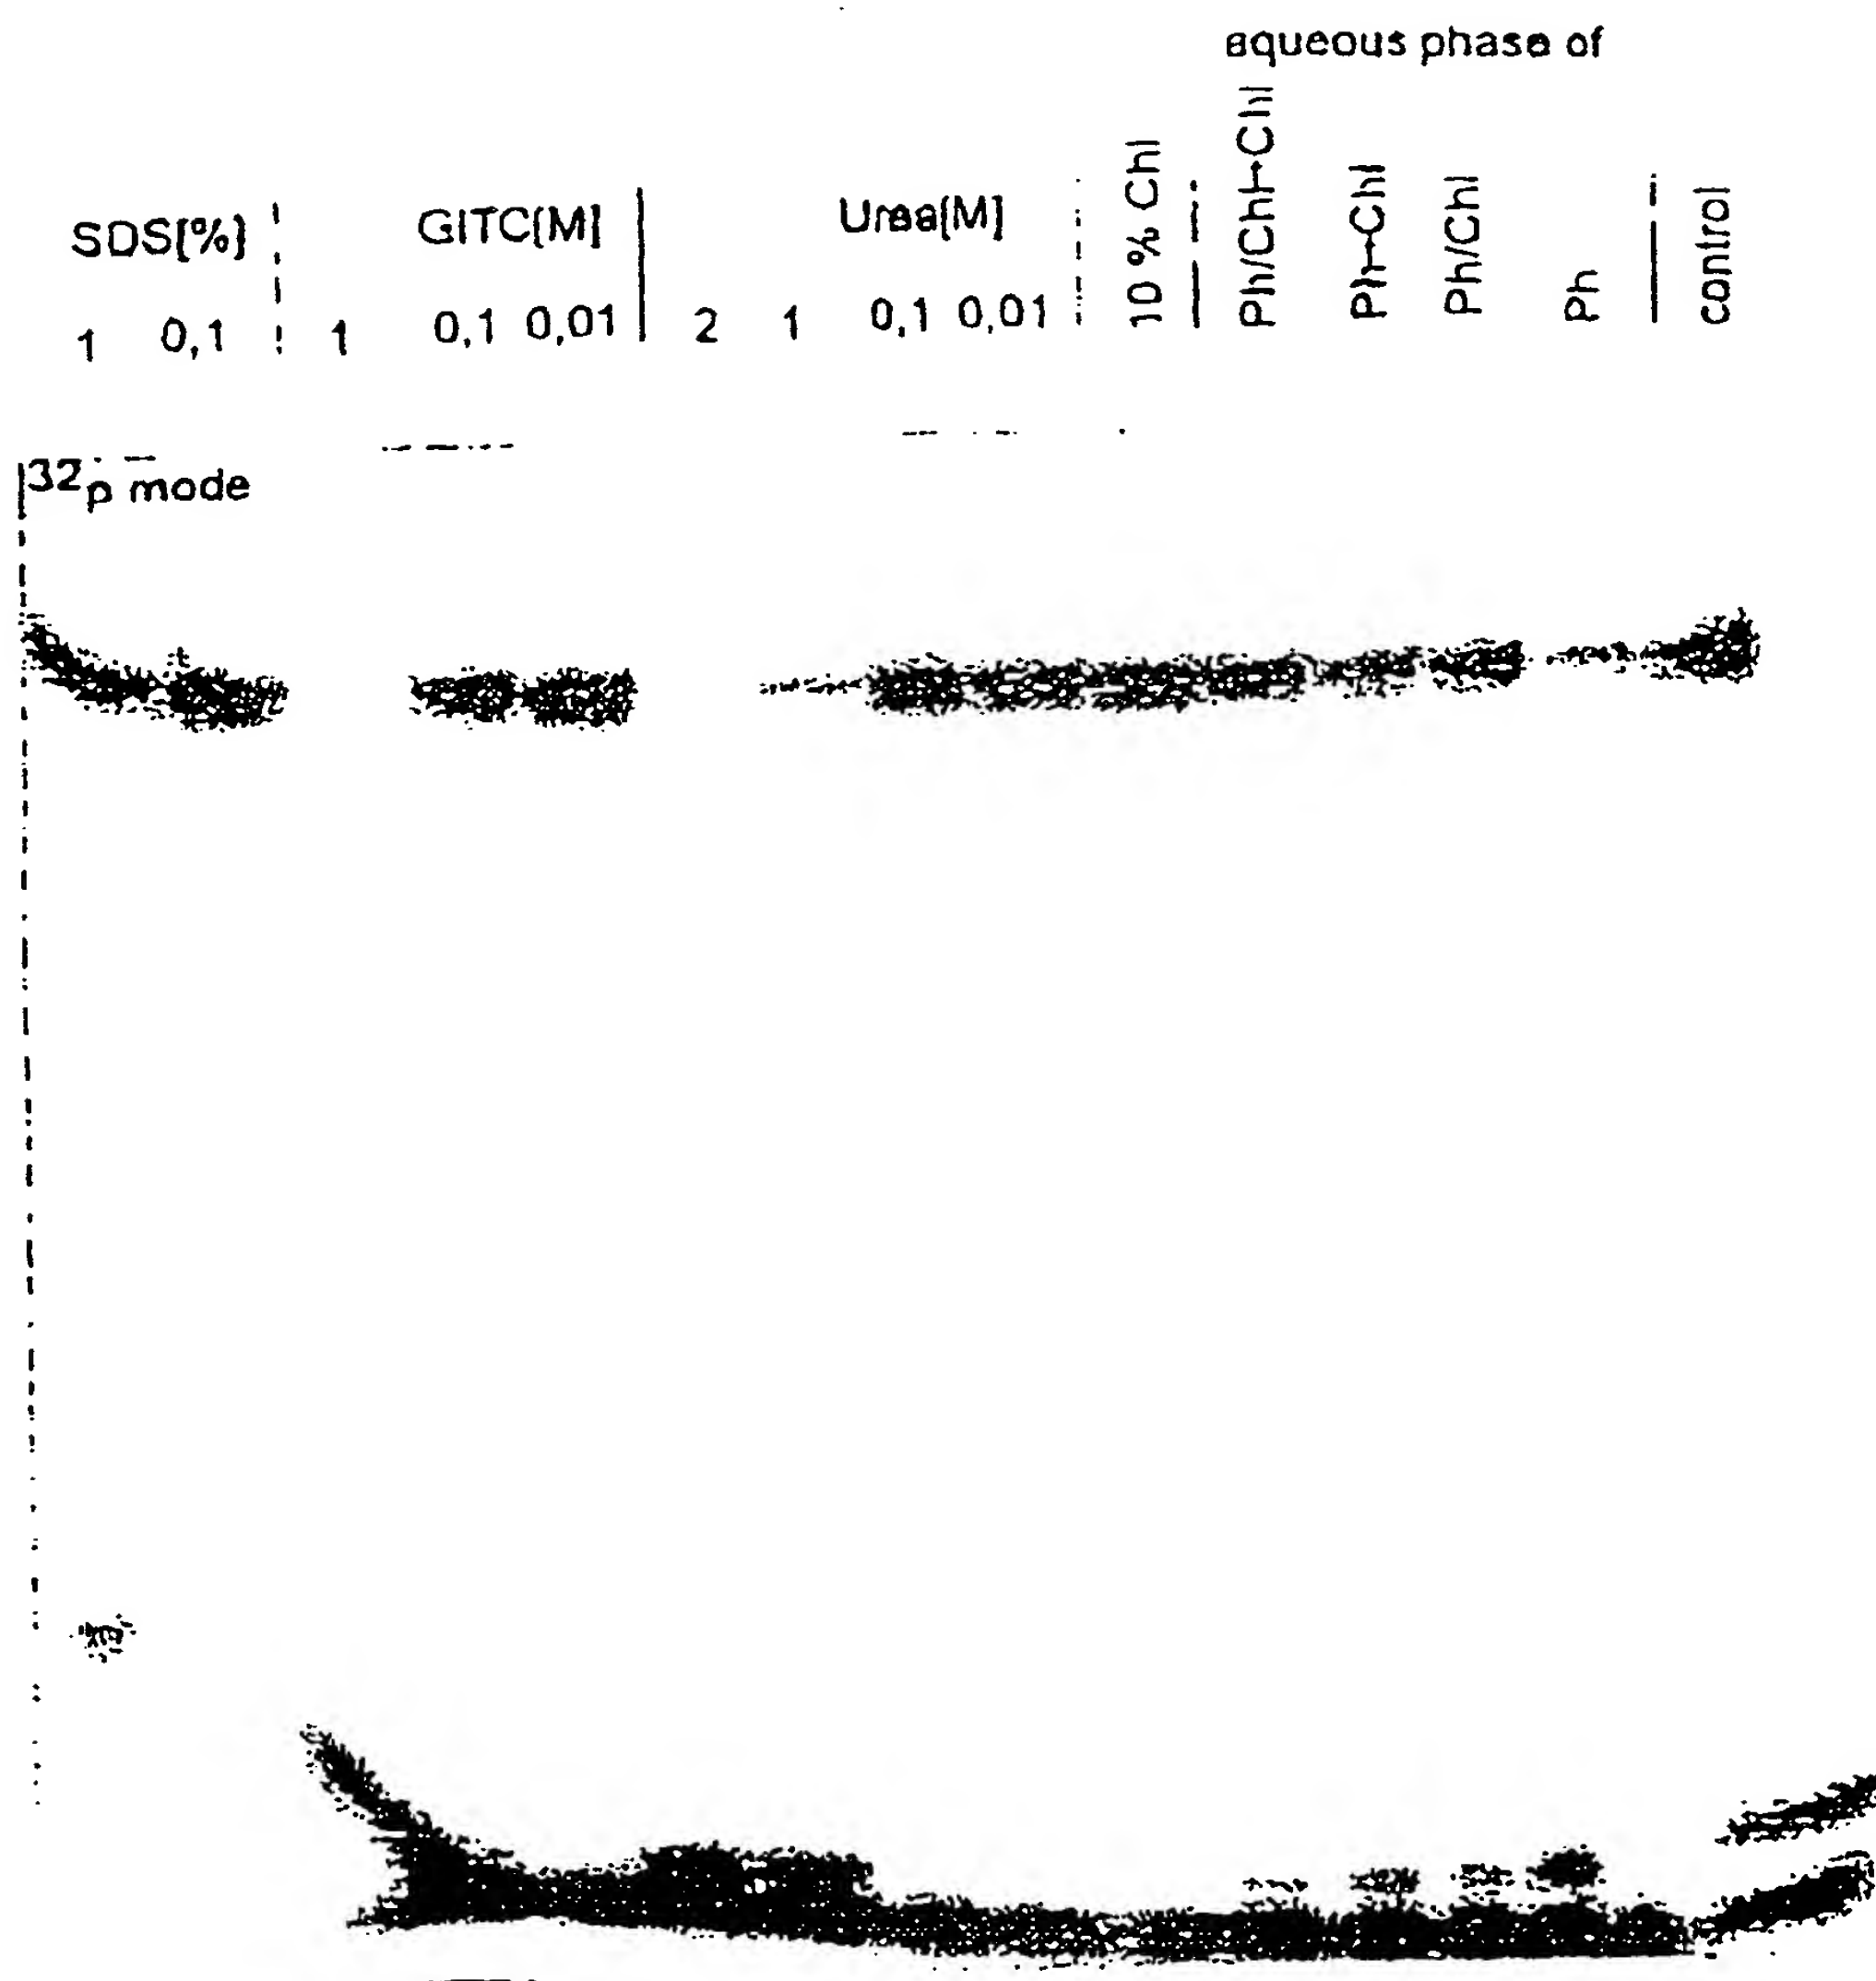 aqueous phase of
SDS[%] GITC[M] Urea[M] 10 % Chl Ph/Chl→Chl Ph→Chl Ph/Chl Ph control
1 0,1 1 0,1 0,01 2 1 0,1 0,01
32p mode